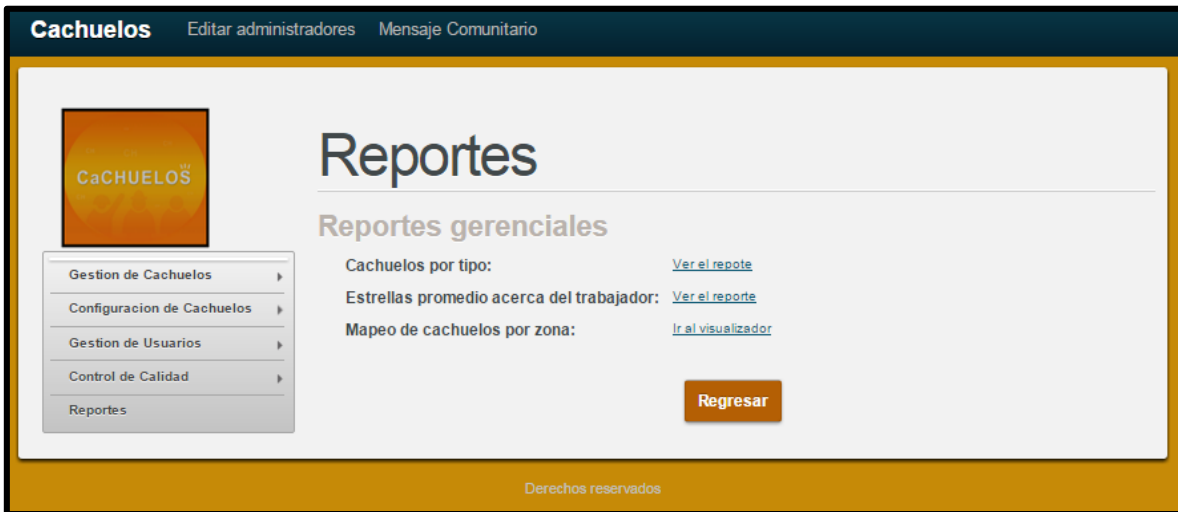 Cachuelos Editar administradores Mensaje Comunitario
CaCHUELOS
Reportes
Reportes gerenciales
Cachuelos por tipo: Ver el repote
Estrellas promedio acerca del trabajador: Ver el reporte
Mapeo de cachuelos por zona: Ir al visualizador
Regresar
Gestion de Cachuelos
Configuracion de Cachuelos
Gestion de Usuarios
Control de Calidad
Reportes
Derechos reservados